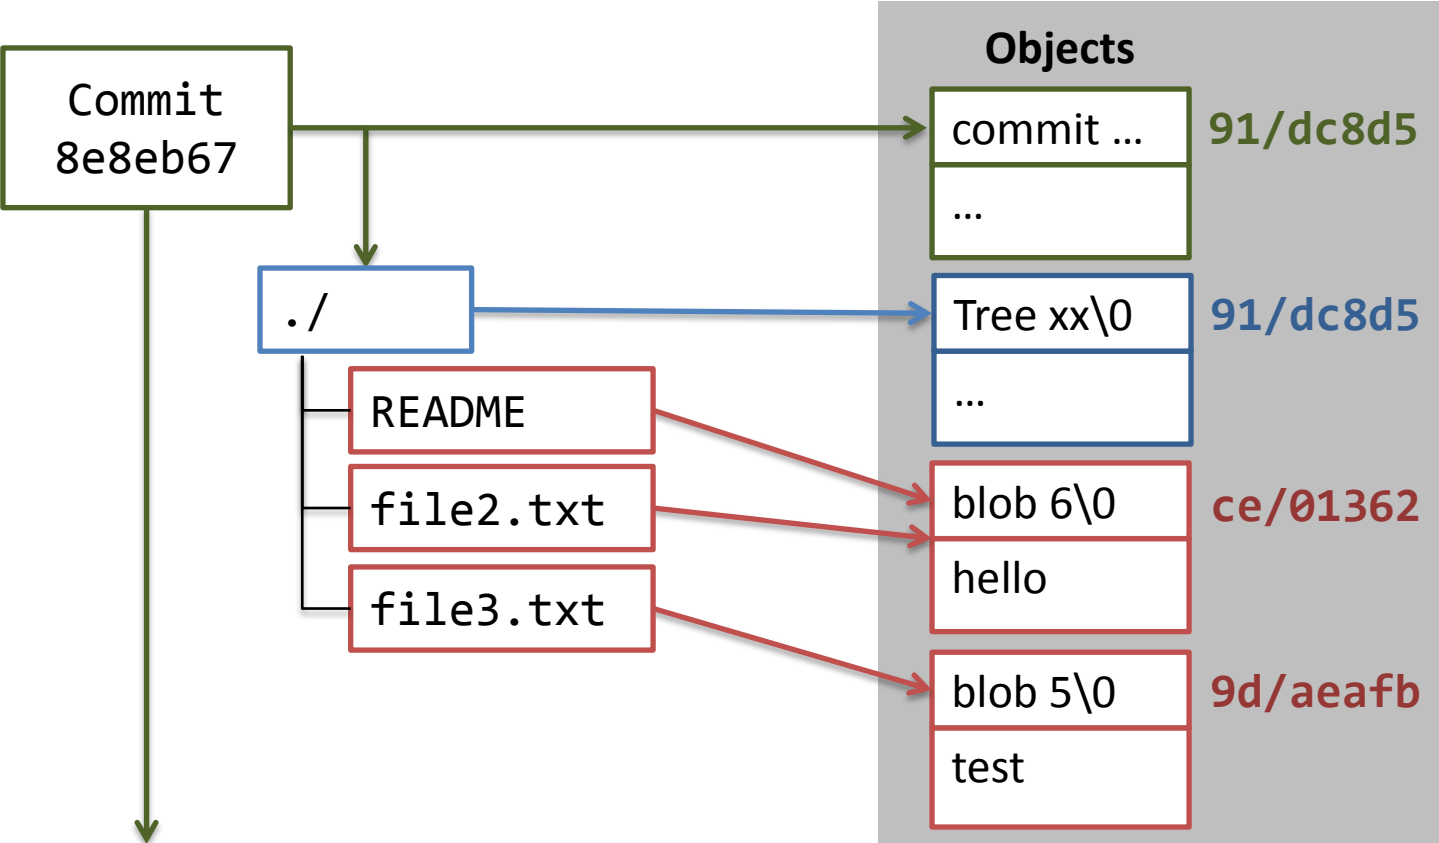 Objects
Commit
8e8eb67
commit …
91/dc8d5
…
./
Tree xx\0
91/dc8d5
…
README
file2.txt
file3.txt
blob 6\0
ce/01362
hello
blob 5\0
9d/aeafb
test